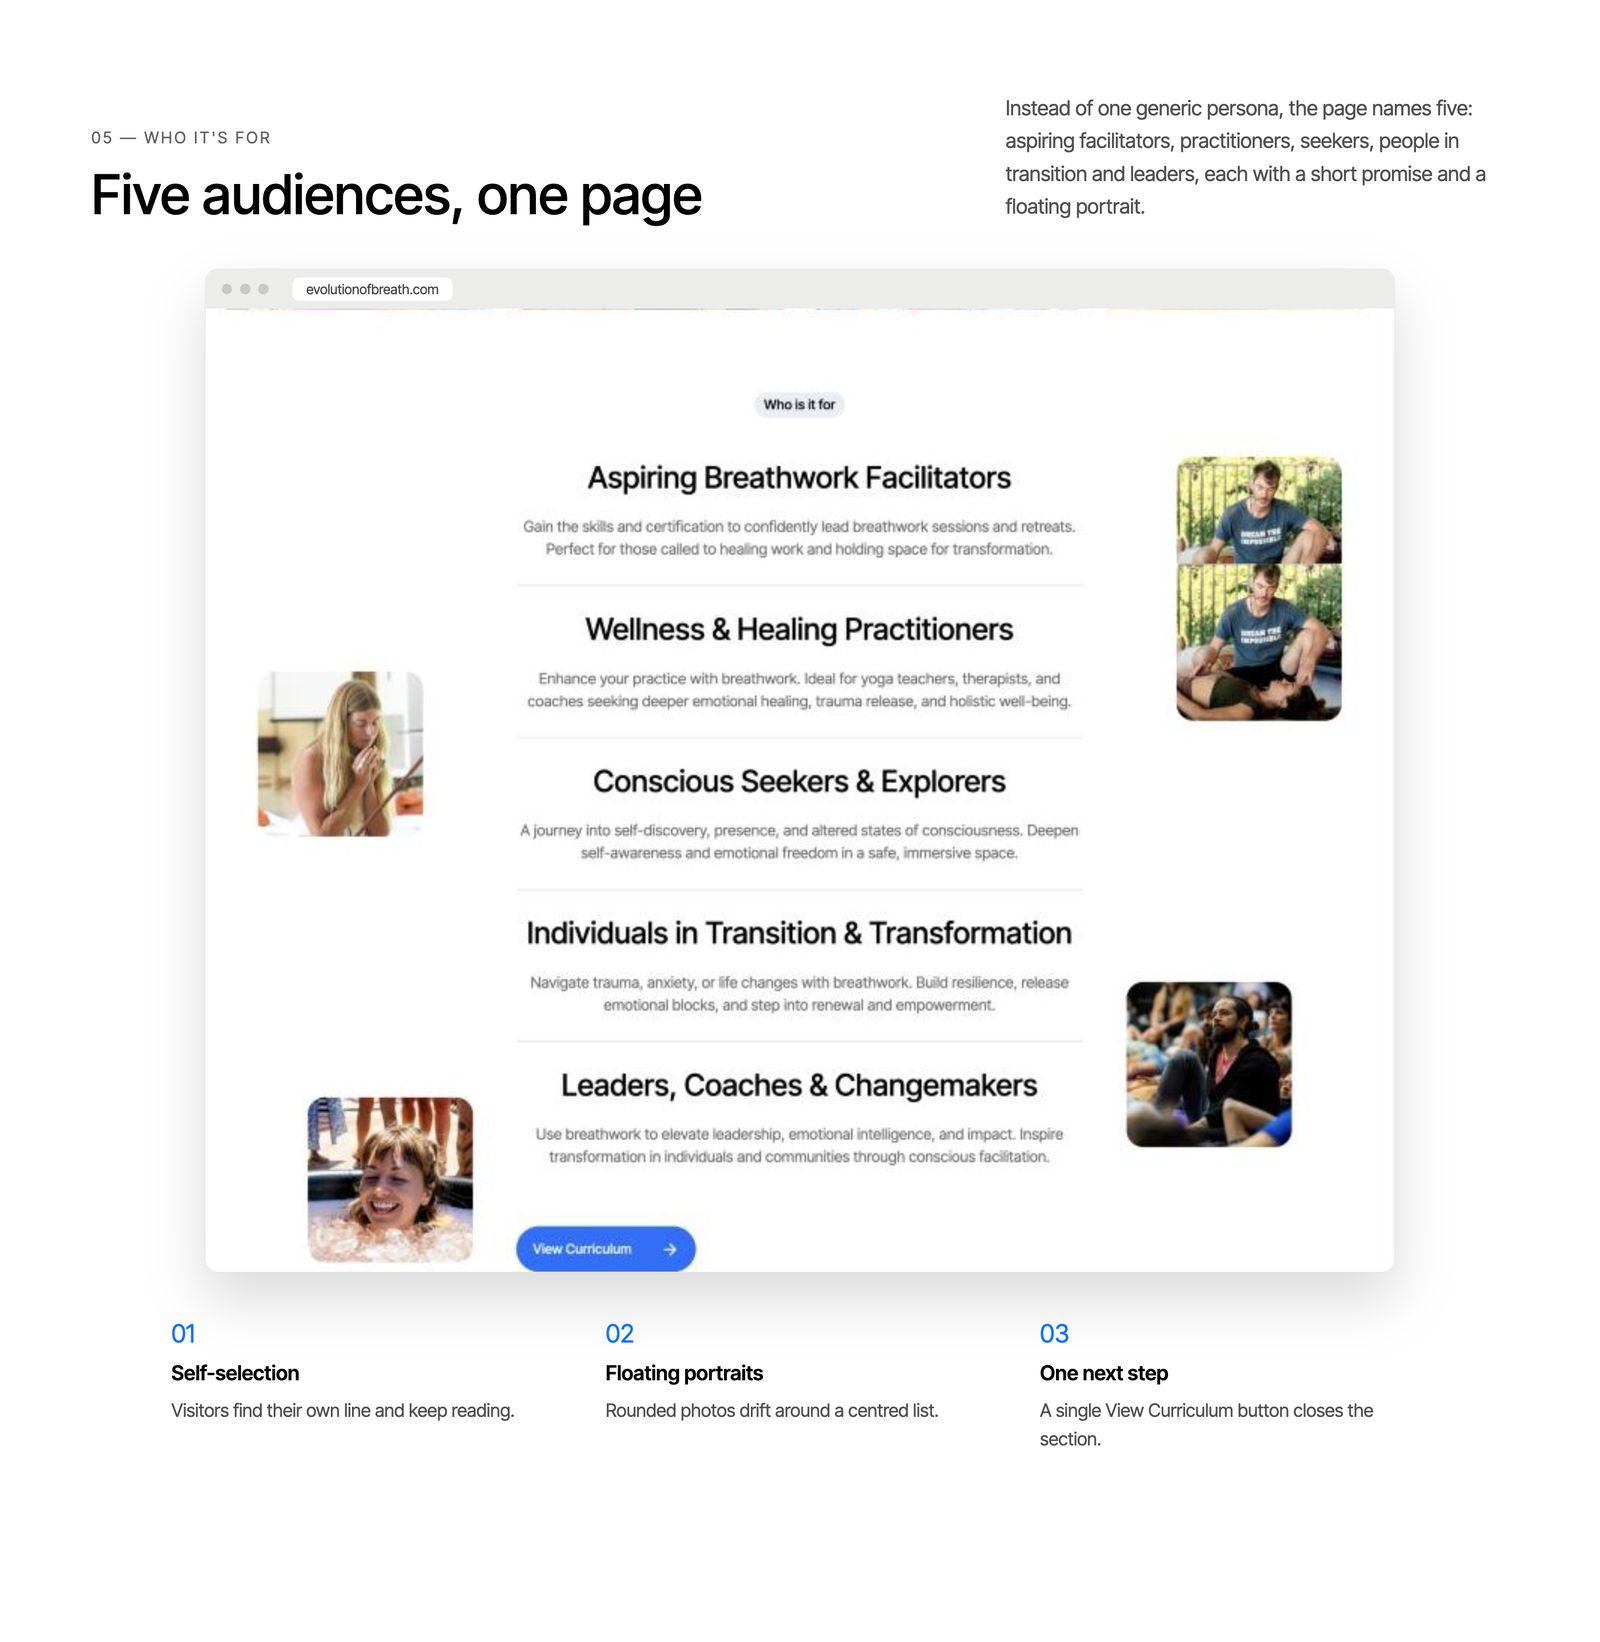 05 — WHO IT'S FOR
Five audiences, one page
Instead of one generic persona, the page names five:
aspiring facilitators, practitioners, seekers, people in
transition and leaders, each with a short promise and a
floating portrait.
evolutionofbreath.com
Who is it for
Aspiring Breathwork Facilitators
Gain the skills and certification to confidently lead breathwork sessions and retreats.
Perfect for those called to healing work and holding space for transformation.
DREAM THE
IMPOSSIBLE
DREAM THE
IMPOSSIBLE
Wellness & Healing Practitioners
Enhance your practice with breathwork. Ideal for yoga teachers, therapists, and
coaches seeking deeper emotional healing, trauma release, and holistic well-being.
Conscious Seekers & Explorers
A journey into self-discovery, presence, and altered states of consciousness. Deepen
self-awareness and emotional freedom in a safe, immersive space.
Individuals in Transition & Transformation
Navigate trauma, anxiety, or life changes with breathwork. Build resilience, release
emotional blocks, and step into renewal and empowerment.
Leaders, Coaches & Changemakers
Use breathwork to elevate leadership, emotional intelligence, and impact. Inspire
transformation in individuals and communities through conscious facilitation.
View Curriculum
01
Self-selection
Visitors find their own line and keep reading.
02
Floating portraits
Rounded photos drift around a centred list.
03
One next step
A single View Curriculum button closes the
section.